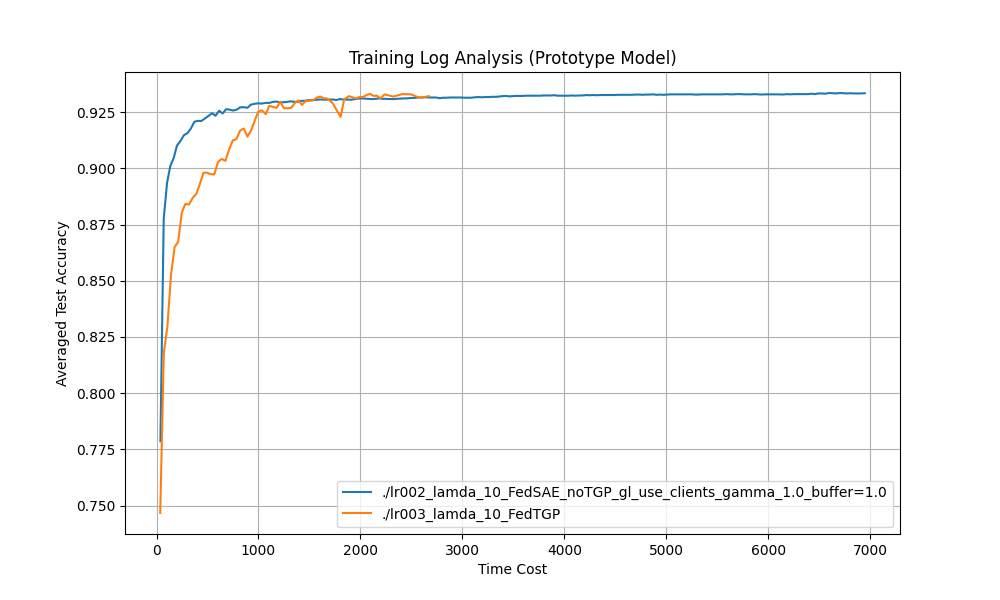 Training Log Analysis (Prototype Model)
Averaged Test Accuracy
0.925
0.900
0.875
0.850
0.825
0.800
0.775
0.750
./lr002_lamda_10_FedSAE_noTGP_gl_use_clients_gamma_1.0_buffer=1.0
./lr003_lamda_10_FedTGP
0 1000 2000 3000 4000 5000 6000 7000
Time Cost